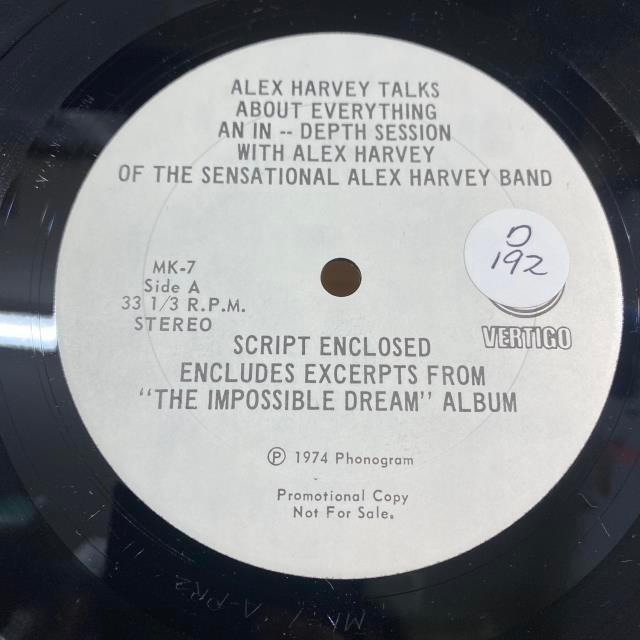 ALEX HARVEY TALKS
ABOUT EVERYTHING
AN IN -- DEPTH SESSION
WITH ALEX HARVEY
OF THE SENSATIONAL ALEX HARVEY BAND
D
192
MK-7
Side A
33 1/3 R.P.M.
STEREO
VERTIGO
SCRIPT ENCLOSED
ENCLUDES EXCERPTS FROM
"THE IMPOSSIBLE DREAM" ALBUM
Ⓟ 1974 Phonogram
Promotional Copy
Not For Sale.